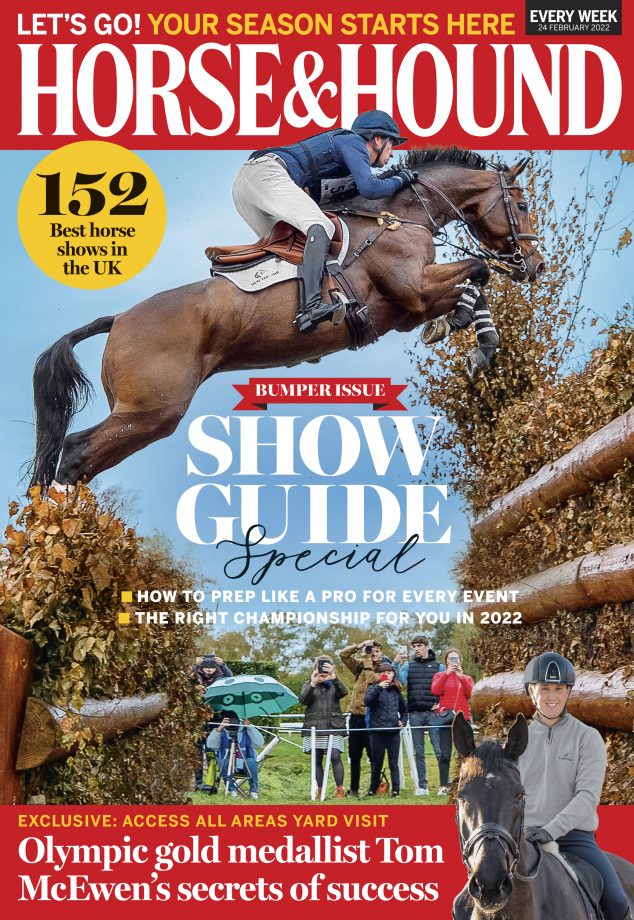 LET'S GO! YOUR SEASON STARTS HERE
EVERY WEEK
24 FEBRUARY 2022
HORSE&HOUND
152
Best horse
shows in
the UK
BUMPER ISSUE
SHOW
GUIDE
Special
HOW TO PREP LIKE A PRO FOR EVERY EVENT
THE RIGHT CHAMPIONSHIP FOR YOU IN 2022
EXCLUSIVE: ACCESS ALL AREAS YARD VISIT
Olympic gold medallist Tom
McEwen's secrets of success